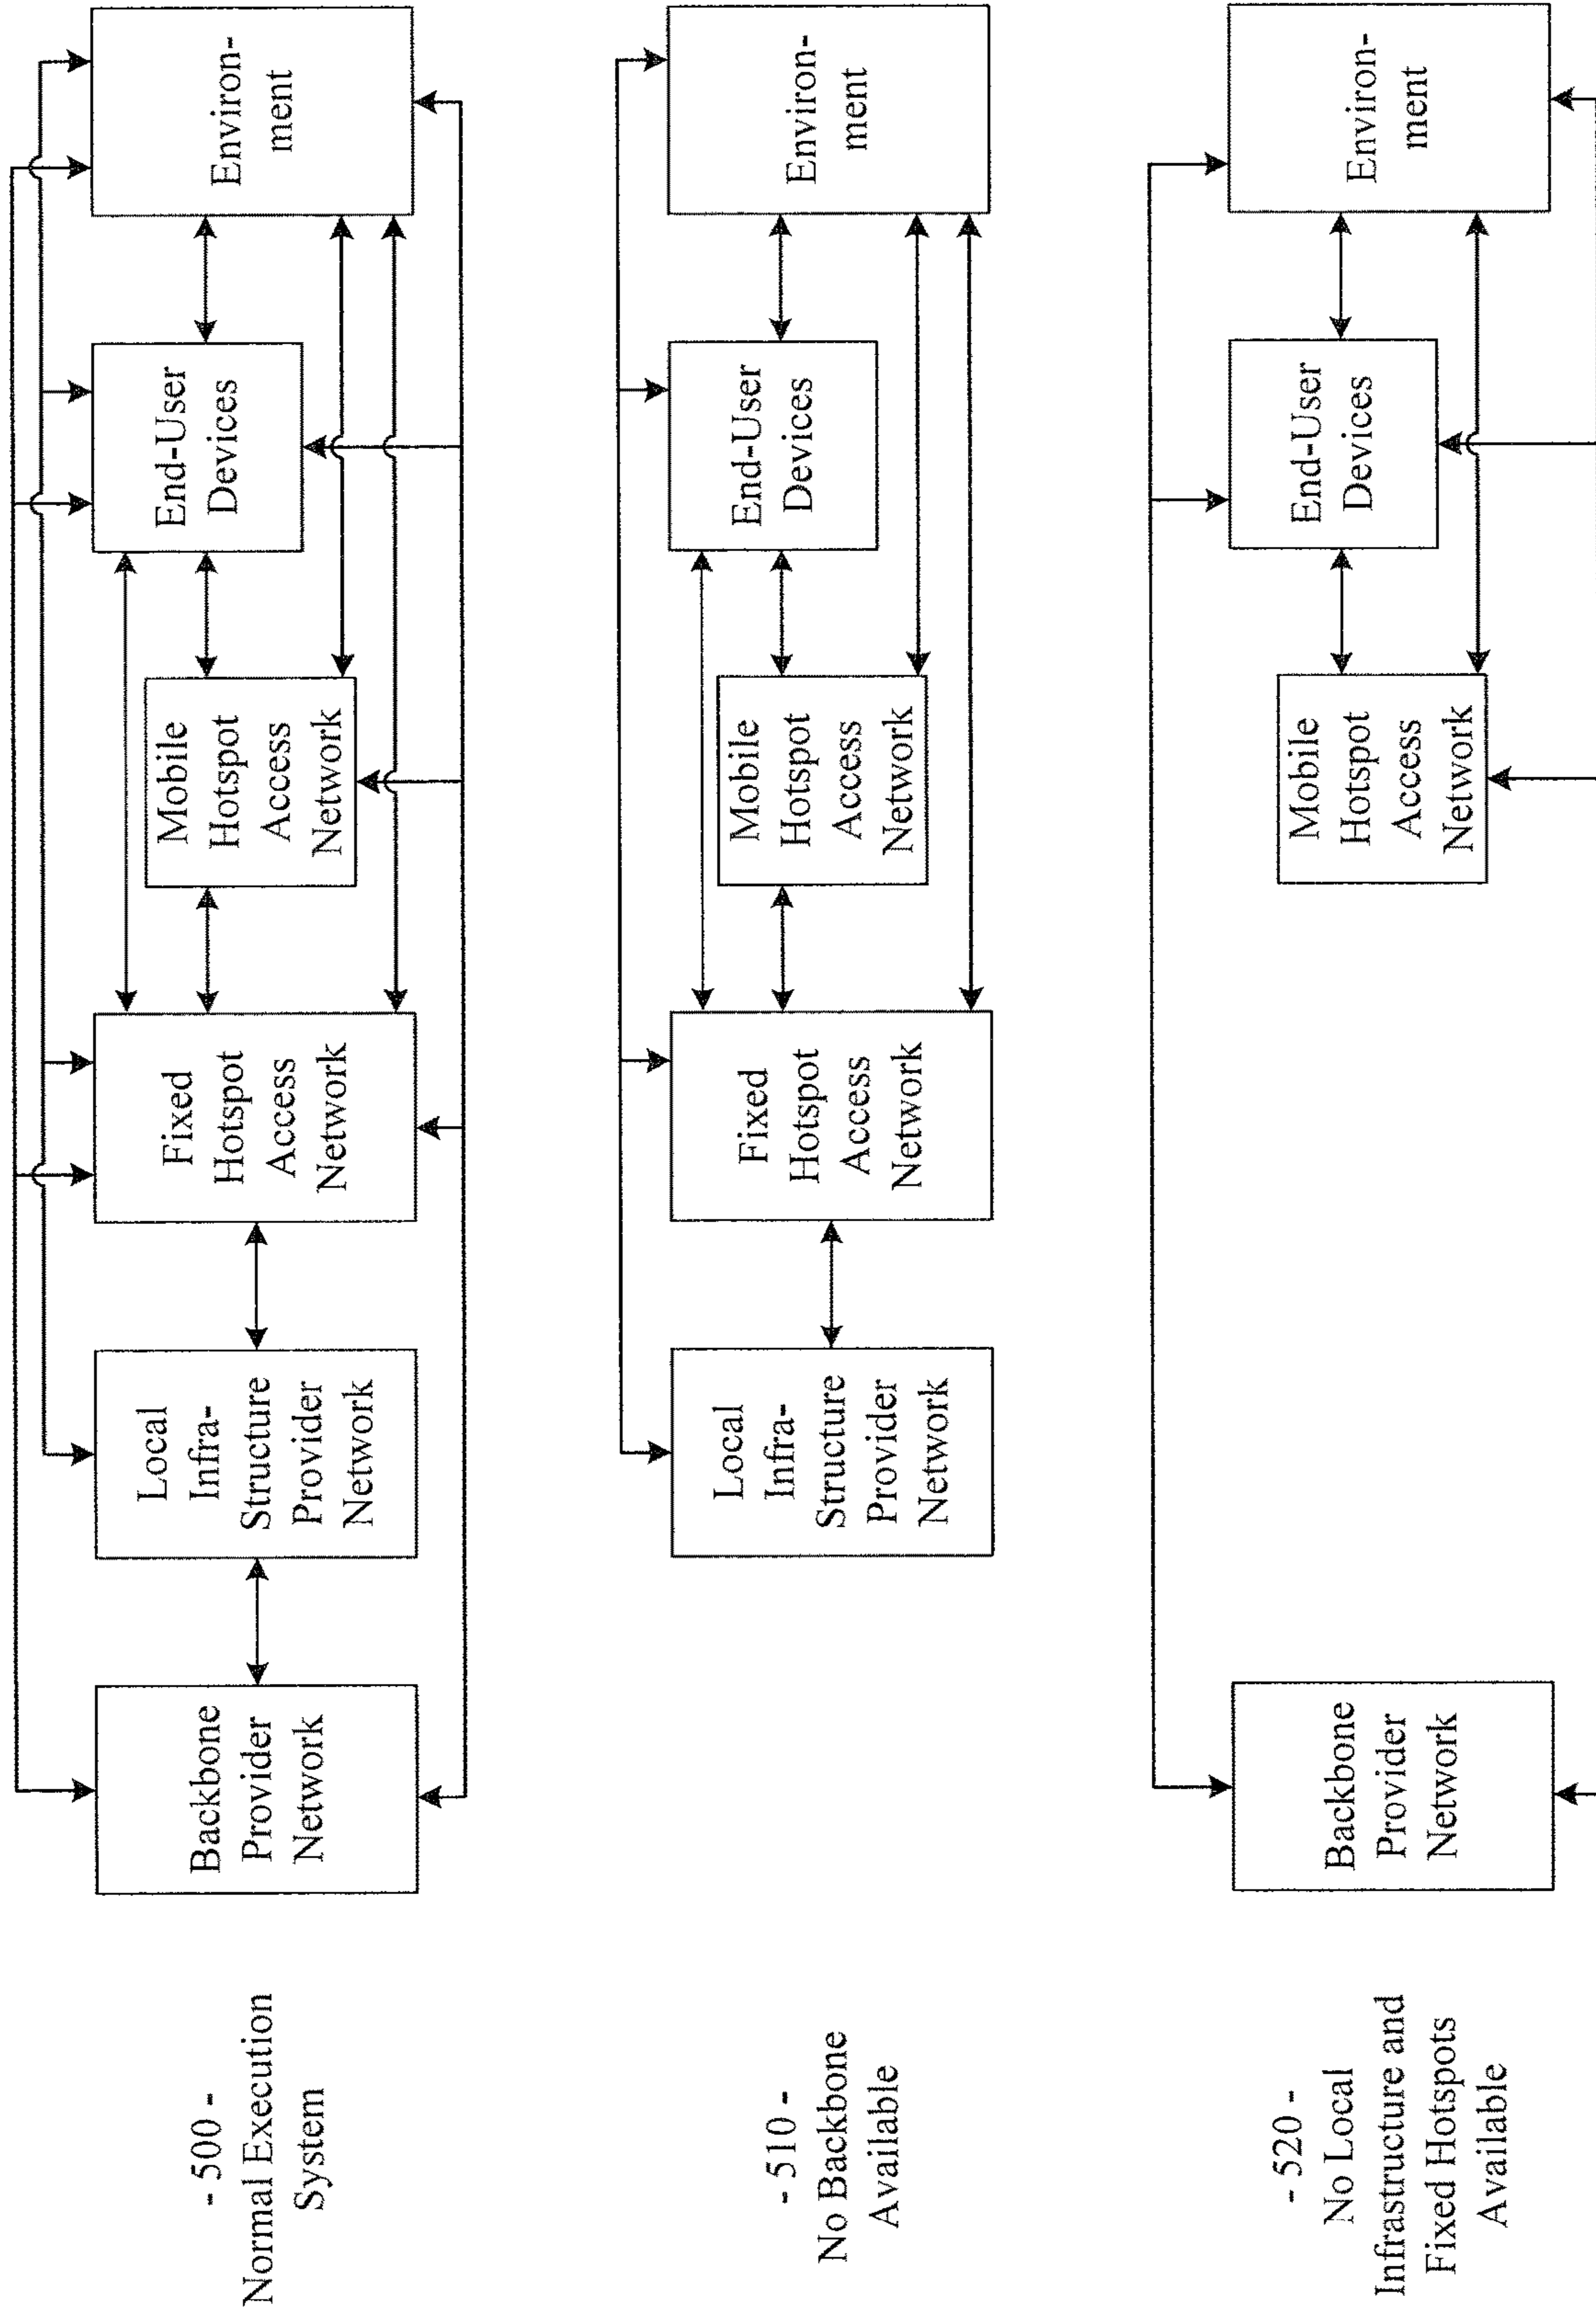 - 500 -
Normal Execution
System
Backbone
Provider
Network
Local
Infra-
Structure
Provider
Network
Fixed
Hotspot
Access
Network
Mobile
Hotspot
Access
Network
End-User
Devices
Environ-
ment
- 510 -
No Backbone
Available
Local
Infra-
Structure
Provider
Network
Fixed
Hotspot
Access
Network
Mobile
Hotspot
Access
Network
End-User
Devices
Environ-
ment
- 520 -
No Local
Infrastructure and
Fixed Hotspots
Available
Backbone
Provider
Network
Mobile
Hotspot
Access
Network
End-User
Devices
Environ-
ment